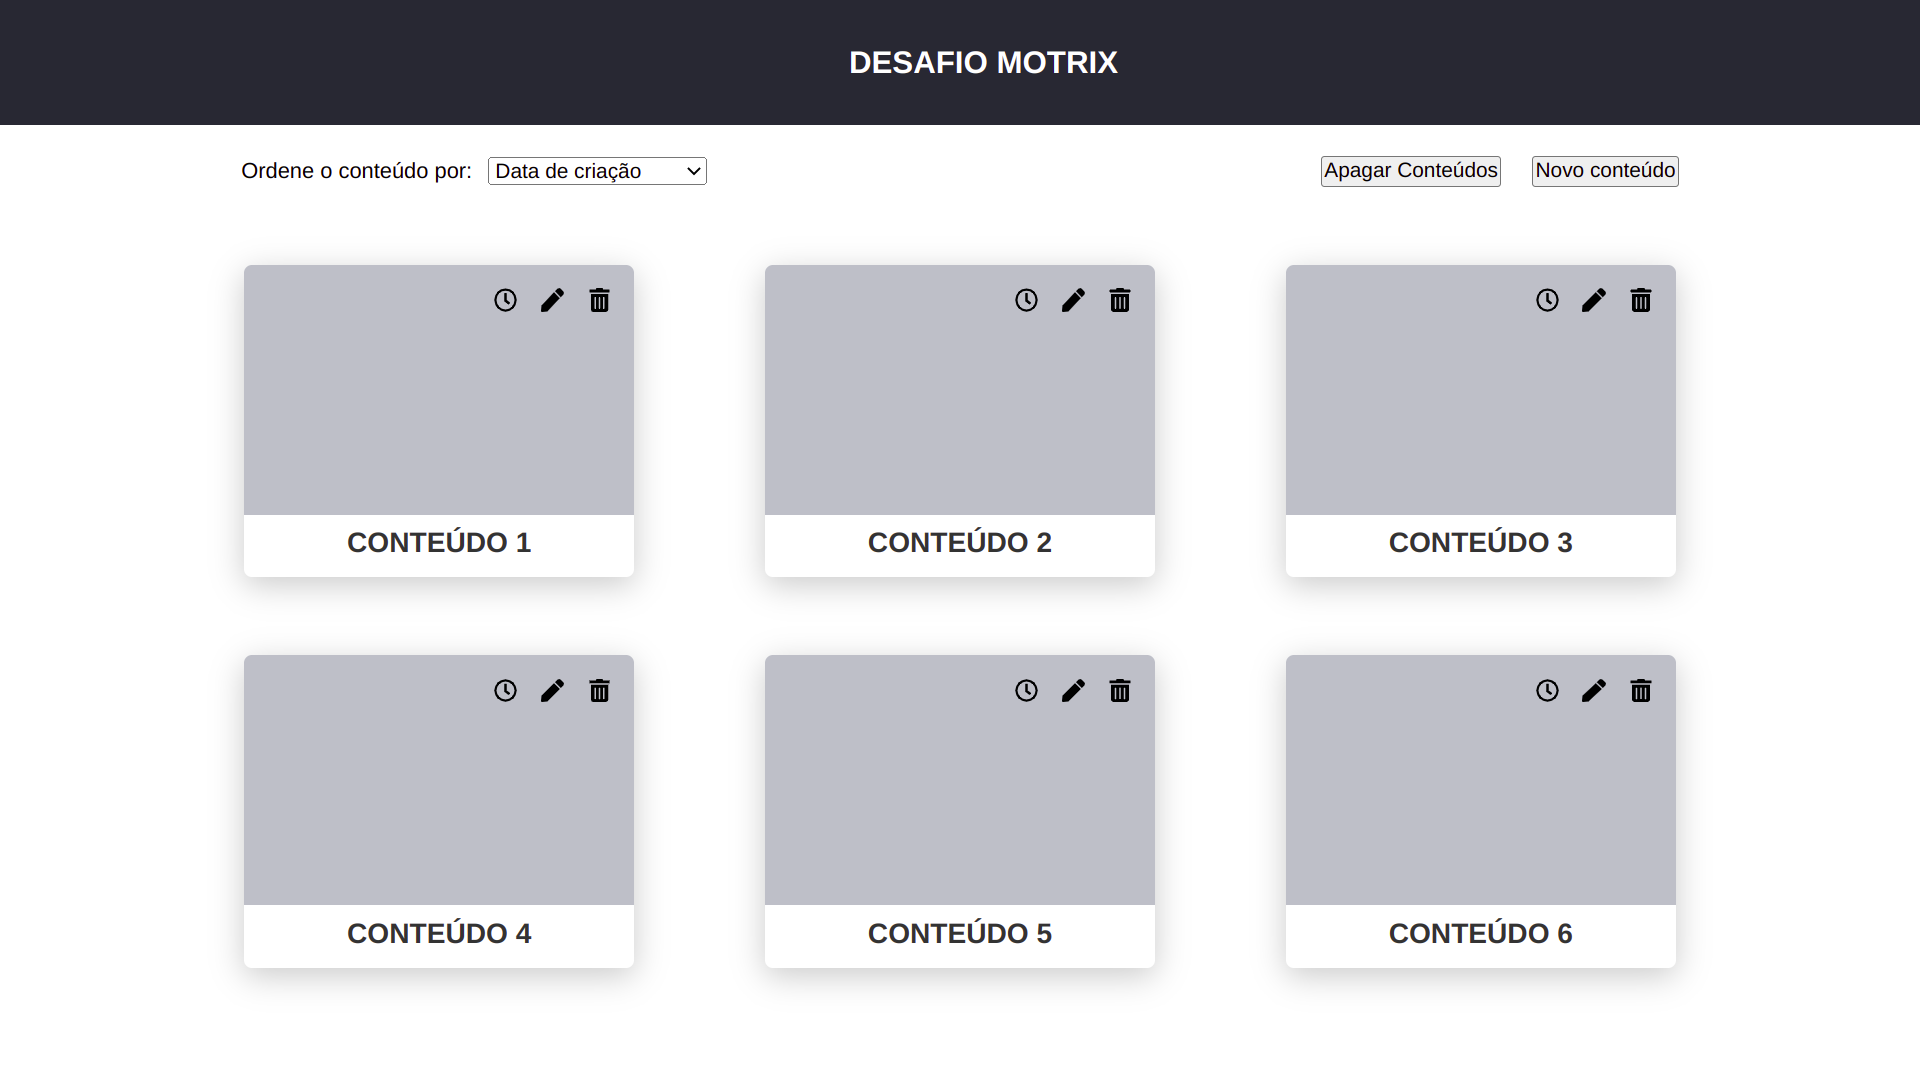 DESAFIO MOTRIX
Ordene o conteúdo por: Data de criação
Apagar Conteúdos Novo conteúdo
CONTEÚDO 1
CONTEÚDO 2
CONTEÚDO 3
CONTEÚDO 4
CONTEÚDO 5
CONTEÚDO 6